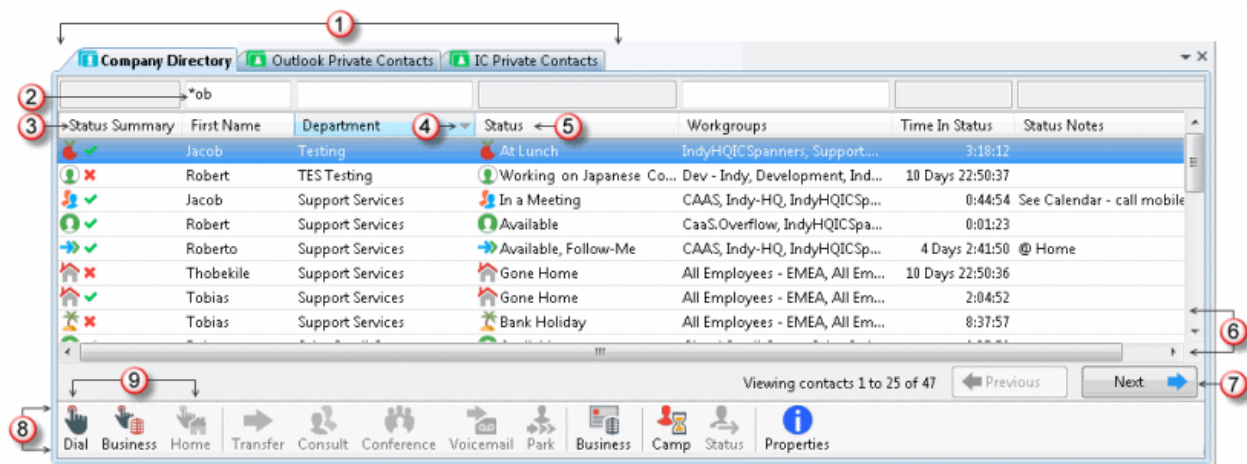 1
Company Directory Outlook Private Contacts IC Private Contacts
2 *ob
3 Status Summary First Name Department 4 Status 5 Workgroups Time In Status Status Notes
Jacob Testing At Lunch IndyHQICSpanners, Support.... 3:18:12
Robert TES Testing Working on Japanese Co... Dev - Indy, Development, Ind... 10 Days 22:50:37
Jacob Support Services In a Meeting CAAS, Indy-HQ, IndyHQICSp... 0:44:54 See Calendar - call mobile
Robert Support Services Available CaaS.Overflow, IndyHQICSpa... 0:01:23
Roberto Support Services Available, Follow-Me CAAS, Indy-HQ, IndyHQICSp... 4 Days 2:41:50 @ Home
Thobekile Support Services Gone Home All Employees - EMEA, All Em... 10 Days 22:50:36
Tobias Support Services Gone Home All Employees - EMEA, All Em... 2:04:52
Tobias Support Services Bank Holiday All Employees - EMEA, All Em... 8:37:57
6
Viewing contacts 1 to 25 of 47 Previous Next 7
9
8
Dial Business Home Transfer Consult Conference Voicemail Park Business Camp Status Properties